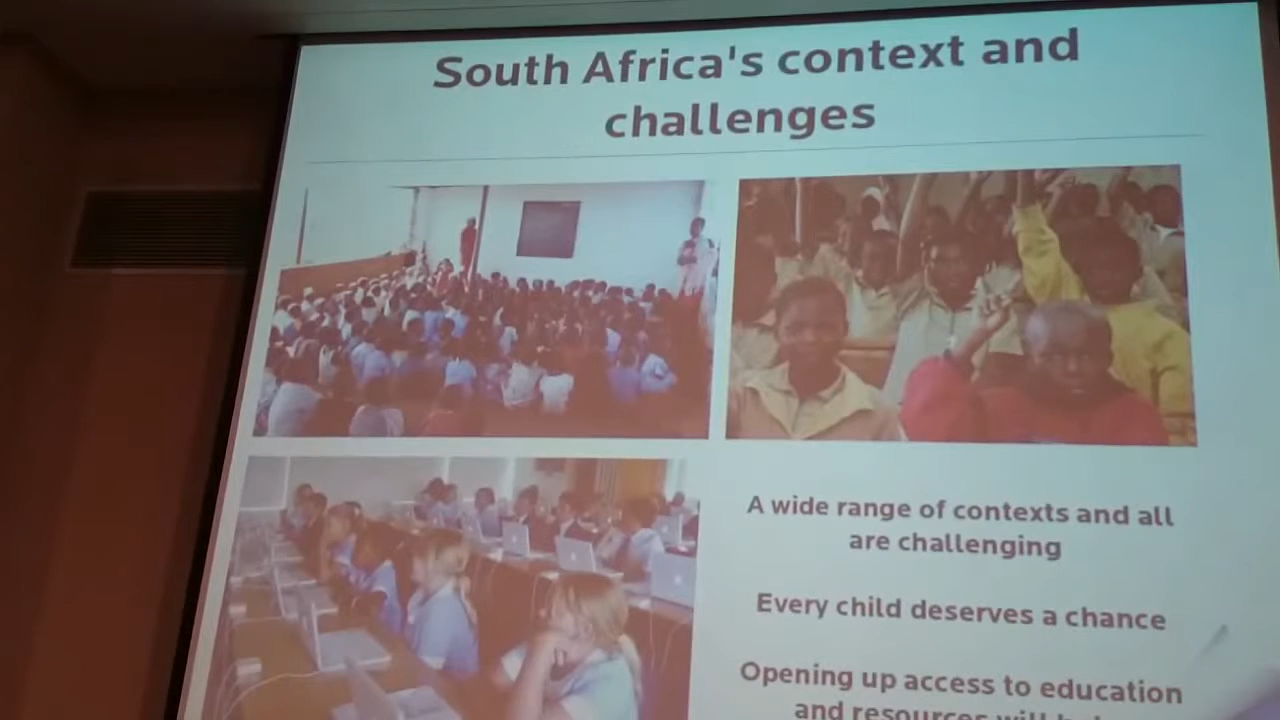 South Africa's context and
challenges
A wide range of contexts and all
are challenging
Every child deserves a chance
Opening up access to education
and resources will